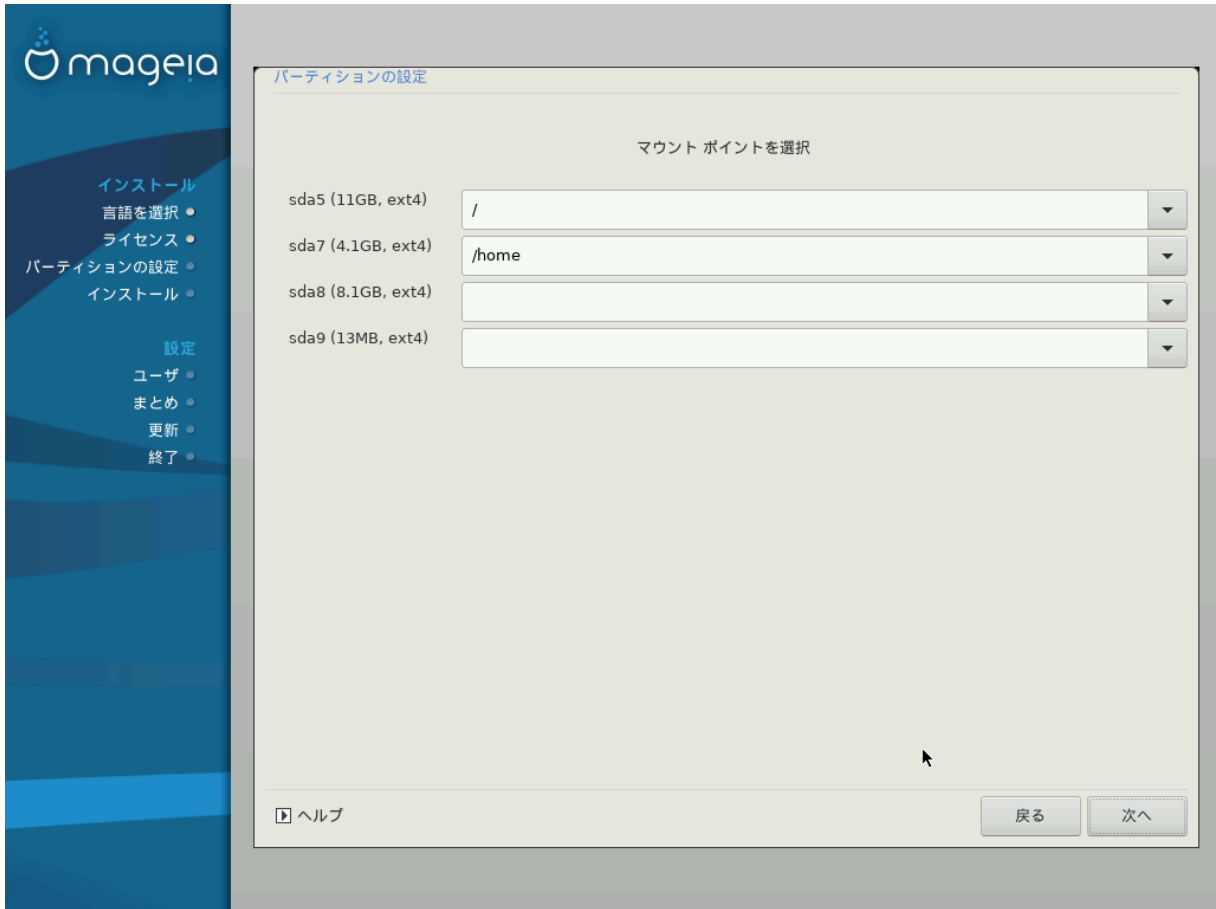 mageia
インストール
言語を選択
ライセンス
パーティションの設定
インストール
設定
ユーザ
まとめ
更新
終了
パーティションの設定
マウント ポイントを選択
sda5 (11GB, ext4) /
sda7 (4.1GB, ext4) /home
sda8 (8.1GB, ext4)
sda9 (13MB, ext4)
ヘルプ 戻る 次へ